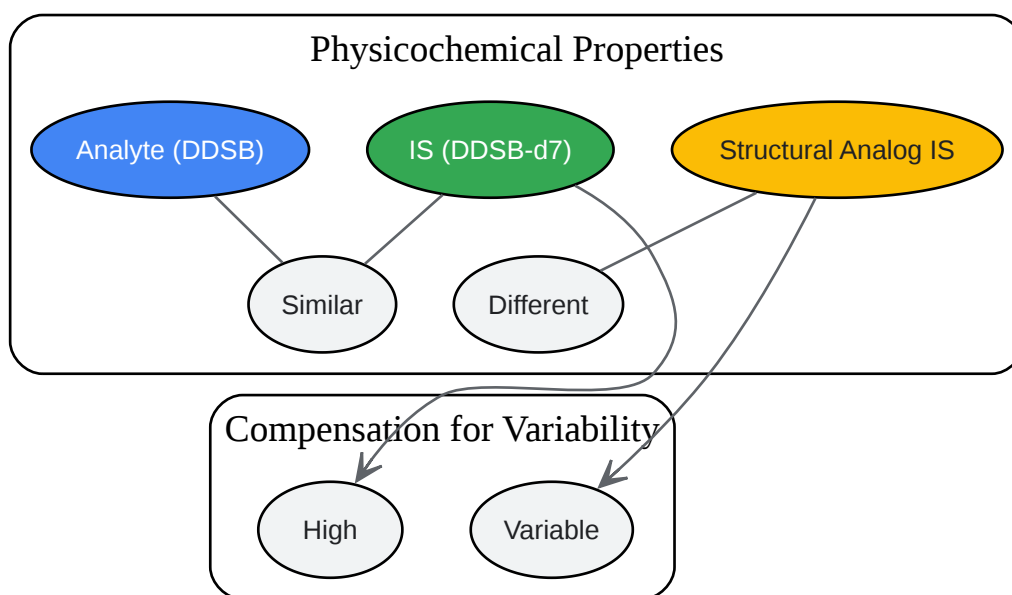 Physicochemical Properties
Analyte (DDSB)
IS (DDSB-d7)
Structural Analog IS
Similar
Different
Compensation for Variability
High
Variable